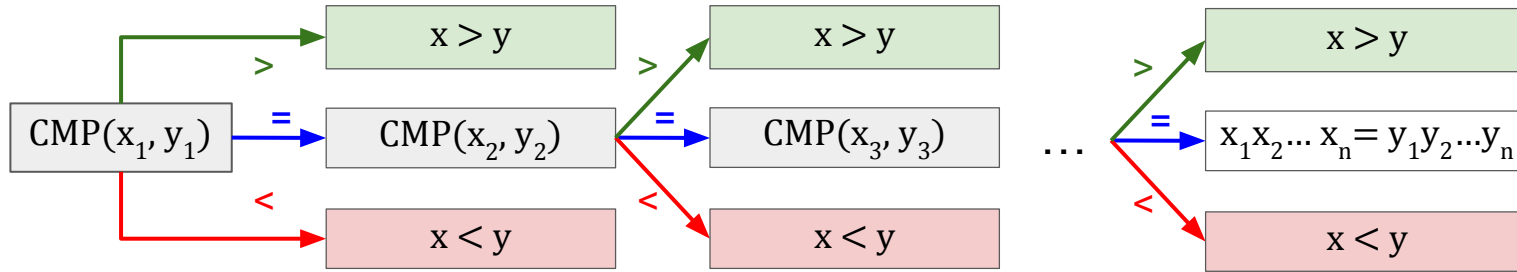 x > y
x > y
x > y
>
>
>
CMP(x₁, y₁)
=
CMP(x₂, y₂)
=
CMP(x₃, y₃)
...
=
x₁x₂... xₙ= y₁y₂...yₙ
<
<
<
x < y
x < y
x < y